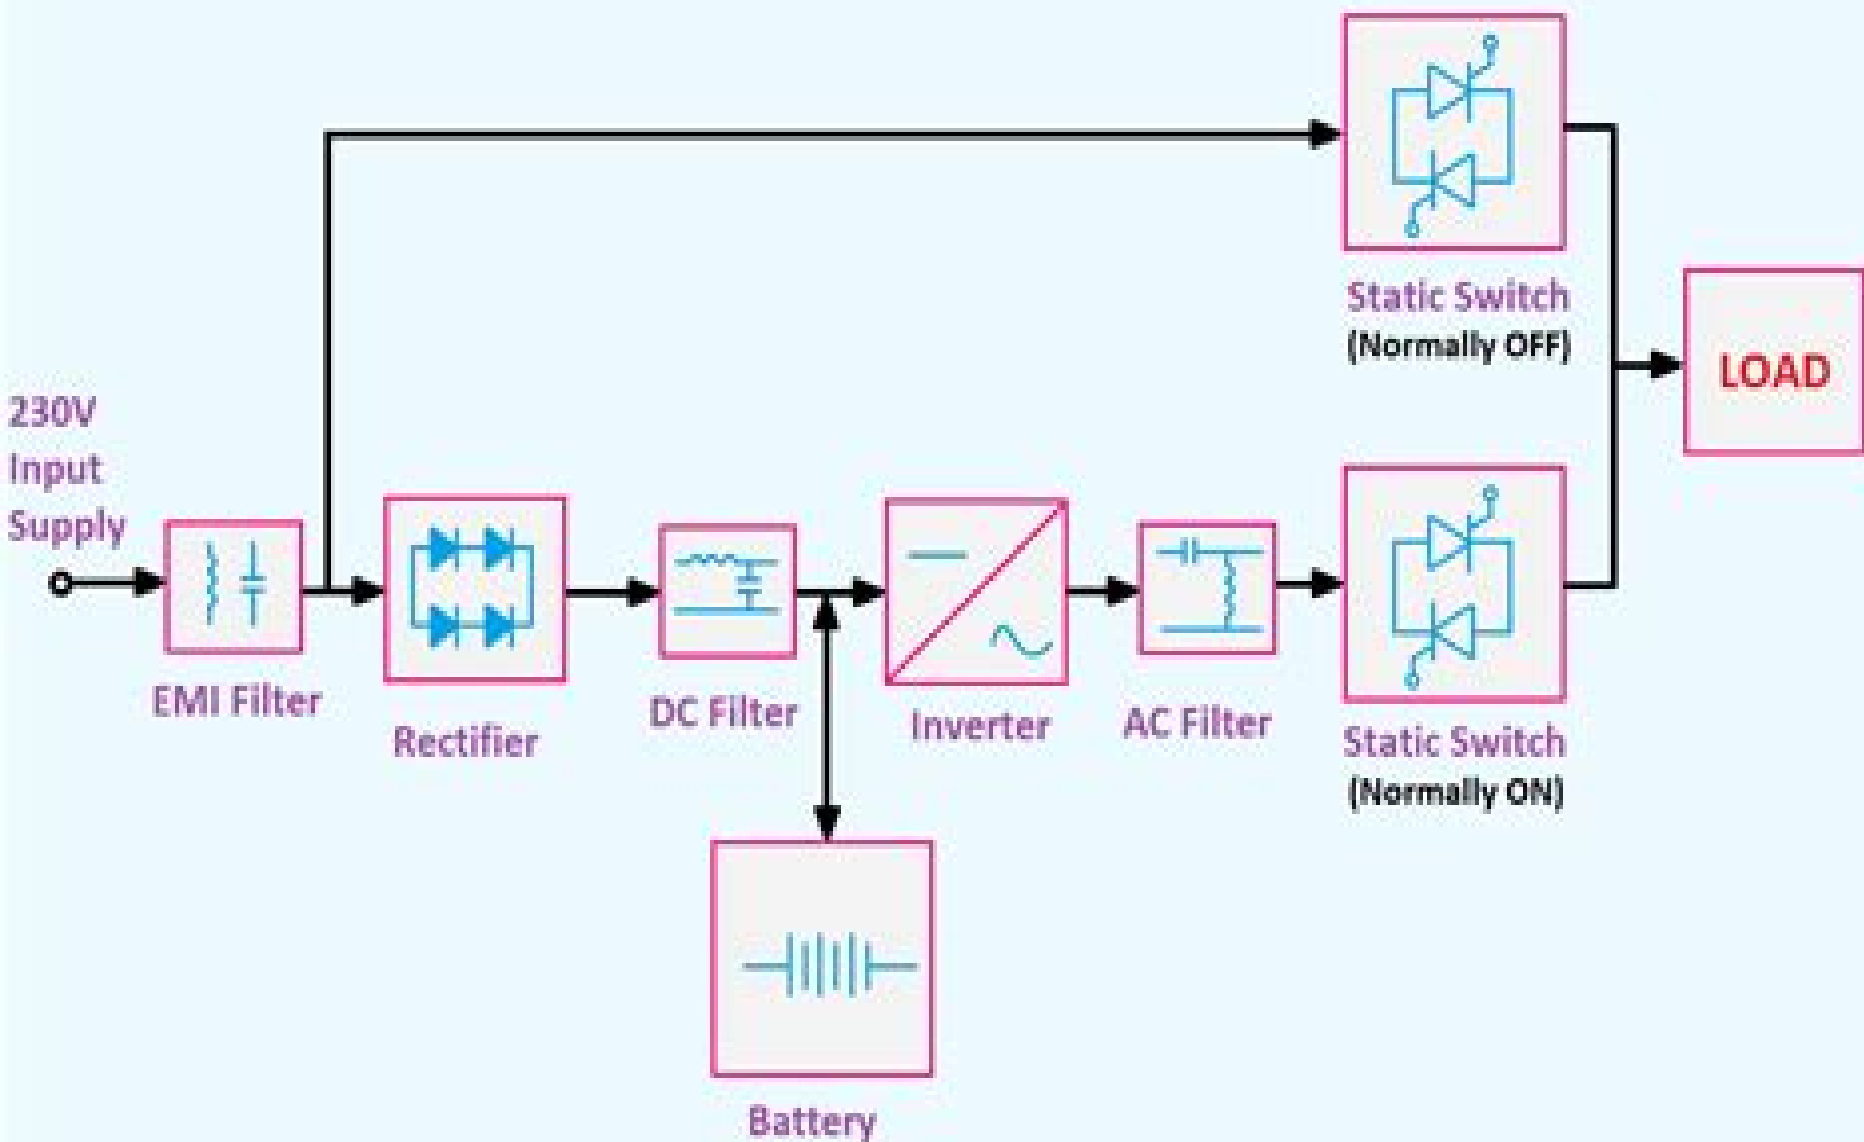 Static Switch
(Normally OFF)
LOAD
230V
Input
Supply
EMI Filter
Rectifier
DC Filter
Inverter
AC Filter
Static Switch
(Normally ON)
Battery